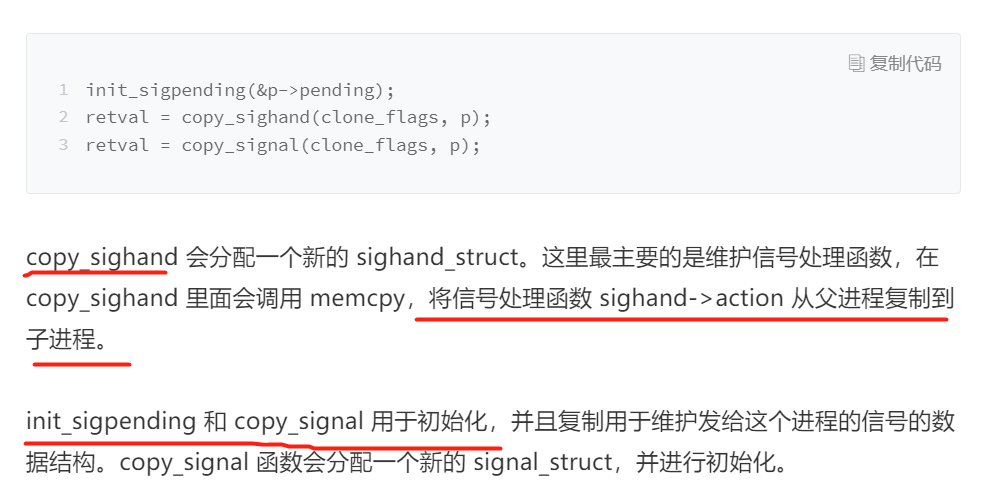 复制代码
1 init_sigpending(&p->pending);
2 retval = copy_sighand(clone_flags, p);
3 retval = copy_signal(clone_flags, p);
copy_sighand 会分配一个新的 sighand_struct。这里最主要的是维护信号处理函数，在
copy_sighand 里面会调用 memcpy，将信号处理函数 sighand->action 从父进程复制到
子进程。
init_sigpending 和 copy_signal 用于初始化，并且复制用于维护发给这个进程的信号的数
据结构。copy_signal 函数会分配一个新的 signal_struct，并进行初始化。